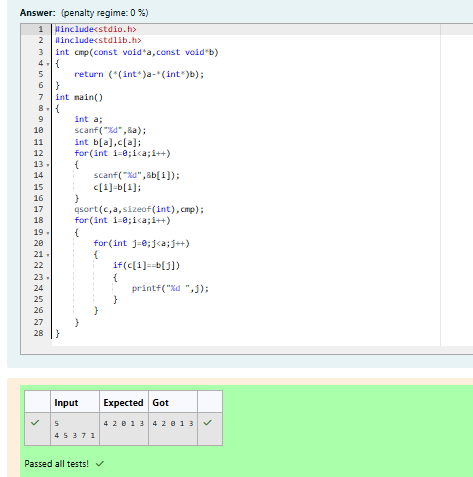 Answer: (penalty regime: 0 %)
1 #include<stdio.h>
2 #include<stdlib.h>
3 int cmp(const void*a,const void*b)
4 {
5     return (*(int*)a-*(int*)b);
6 }
7 int main()
8 {
9     int a;
10     scanf("%d",&a);
11     int b[a],c[a];
12     for(int i=0;i<a;i++)
13     {
14         scanf("%d",&b[i]);
15         c[i]=b[i];
16     }
17     qsort(c,a,sizeof(int),cmp);
18     for(int i=0;i<a;i++)
19     {
20         for(int j=0;j<a;j++)
21         {
22             if(c[i]==b[j])
23             {
24                 printf("%d ",j);
25             }
26         }
27     }
28 }
Input Expected Got
5 4 2 0 1 3 4 2 0 1 3
4 5 3 7 1
Passed all tests!